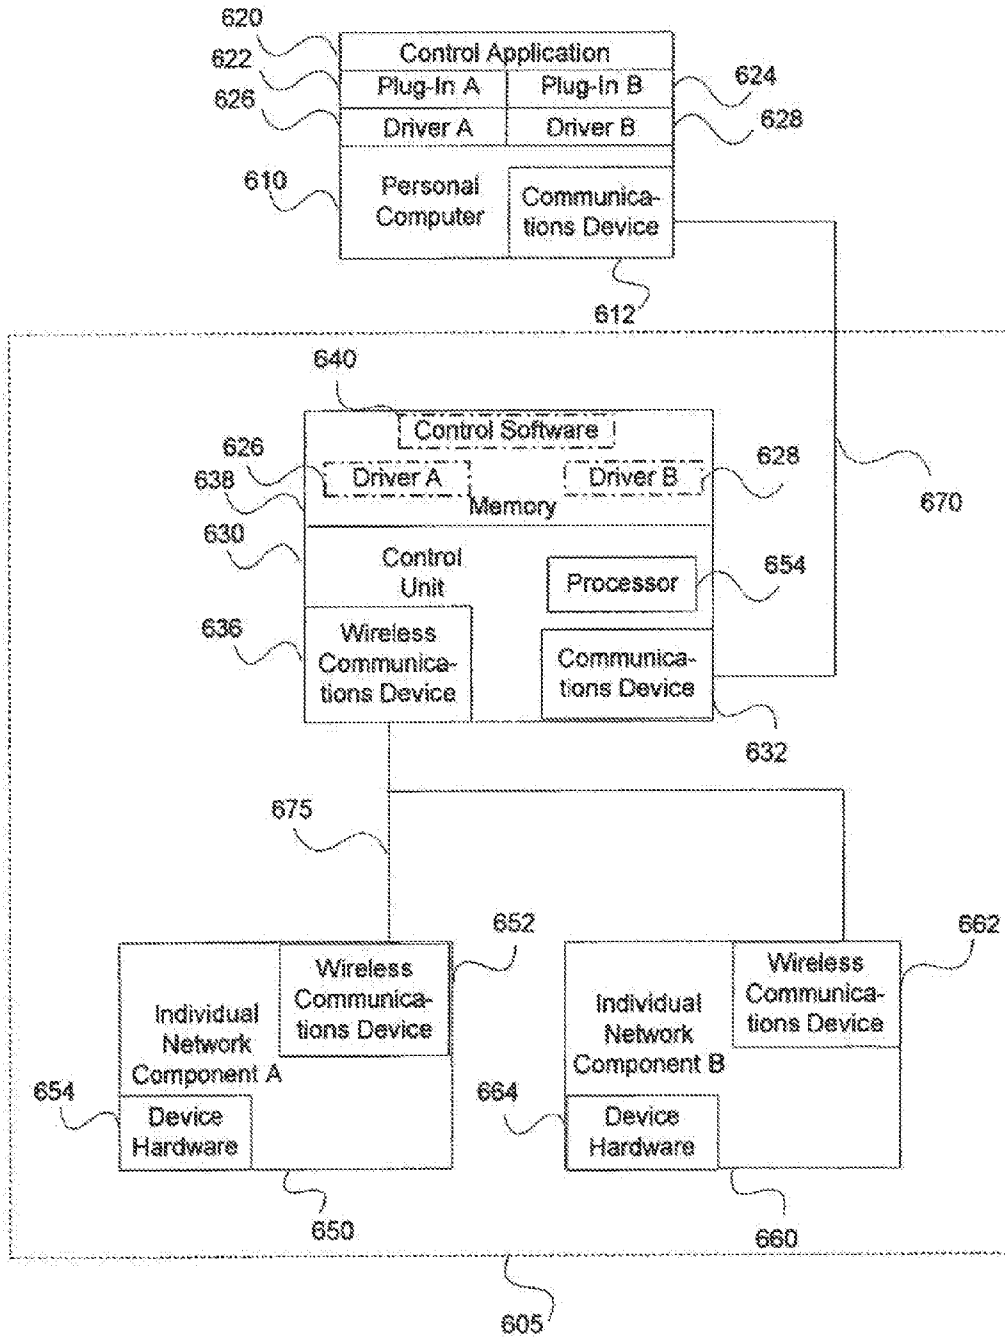 620
Control Application
622
Plug-In A
Plug-In B
624
626
Driver A
Driver B
628
610
Personal
Computer
Communica-
tions Device
612
640
Control Software
626
Driver A
Driver B
628
638
Memory
670
630
Control
Unit
Processor
654
636
Wireless
Communica-
tions Device
Communica-
tions Device
632
675
652
Wireless
Communica-
tions Device
Individual
Network
Component A
654
Device
Hardware
650
662
Wireless
Communica-
tions Device
Individual
Network
Component B
664
Device
Hardware
660
605